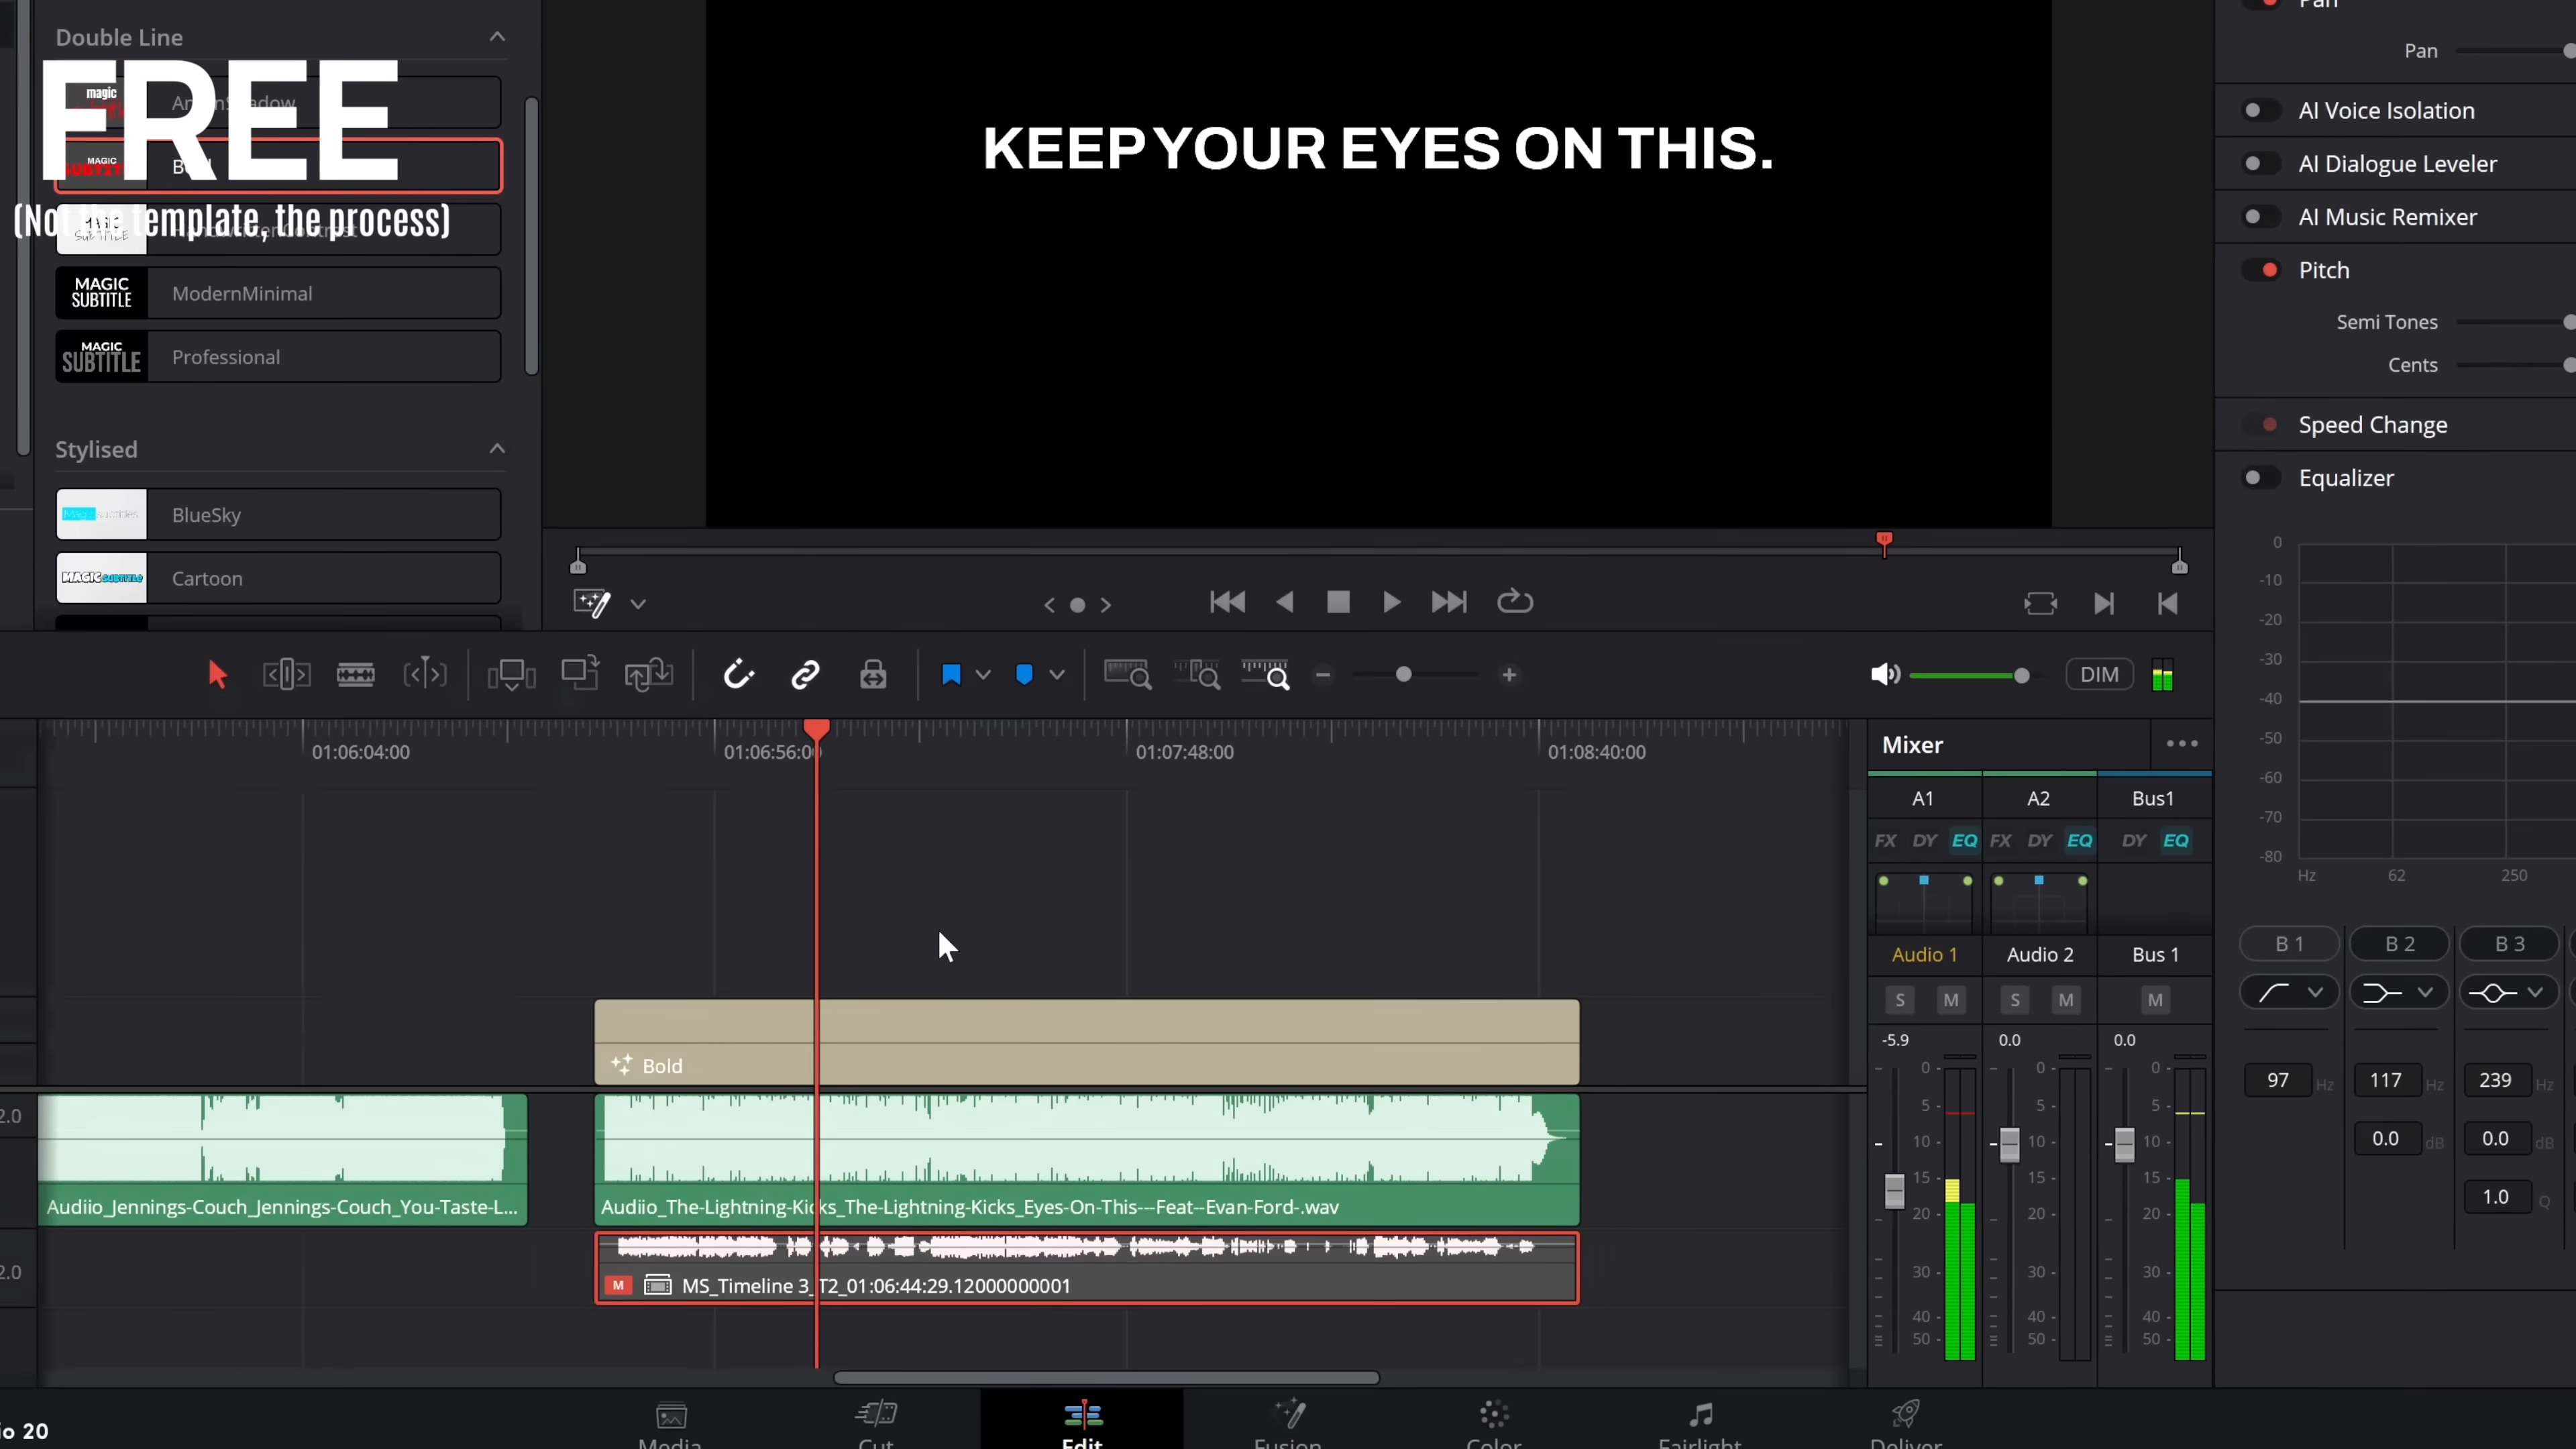 Double Line
FREE
(Not the template, the process)
magic
MAGIC
MAGIC
SUBTITLE
ModernMinimal
MAGIC
SUBTITLE
Professional
Stylised
BlueSky
MAGIC SUBTITLE
Cartoon
KEEP YOUR EYES ON THIS.
Pan
Pan
AI Voice Isolation
AI Dialogue Leveler
AI Music Remixer
Pitch
Semi Tones
Cents
Speed Change
Equalizer
0
-10
-20
-30
-40
-50
-60
-70
-80
Hz 62 250
B 1 B 2 B 3
97 Hz 117 Hz 239 Hz
0.0 dB 0.0 dB
1.0 Q
DIM
01:06:04:00 01:06:56:00 01:07:48:00 01:08:40:00
Bold
2.0
Audiio_Jennings-Couch_Jennings-Couch_You-Taste-L...
Audiio_The-Lightning-Kicks_The-Lightning-Kicks_Eyes-On-This---Feat--Evan-Ford-.wav
2.0
M MS_Timeline 3_T2_01:06:44:29.12000000001
Mixer
A1 A2 Bus1
FX DY EQ FX DY EQ DY EQ
Audio 1 Audio 2 Bus 1
S M S M M
-5.9 0.0 0.0
0 0 0
5 5 5
10 10 10
15 15 15
20 20 20
30 30 30
40 40 40
50 50 50
io 20
Media Cut Edit Fusion Color Fairlight Deliver